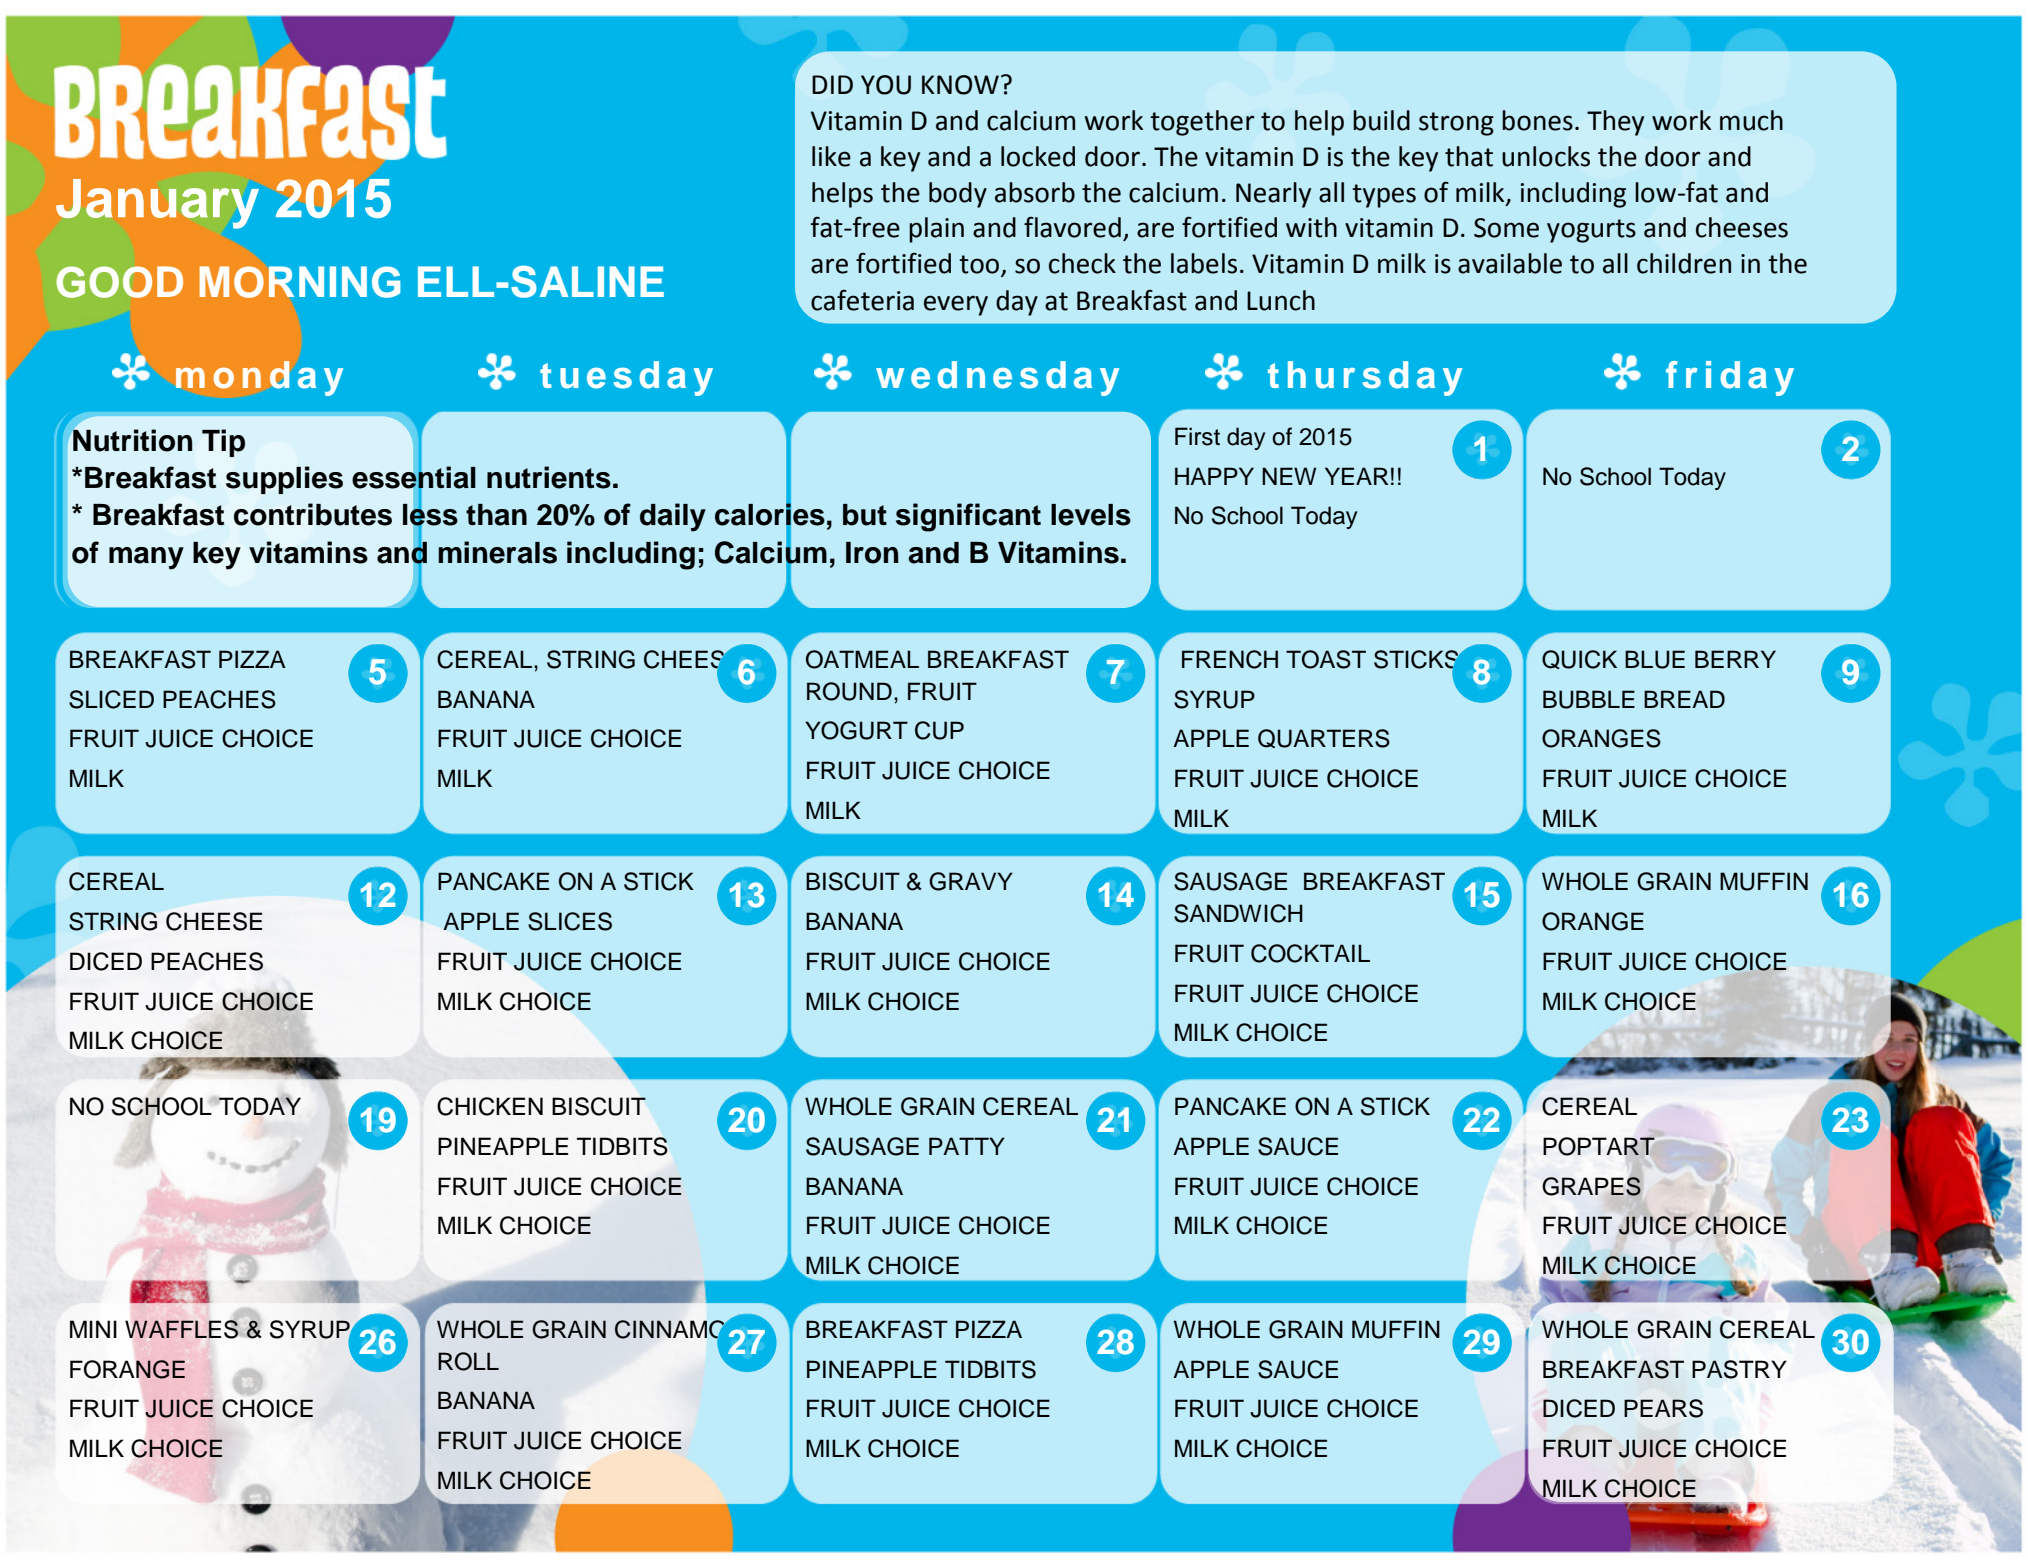 BREAKFAST
January 2015
GOOD MORNING ELL-SALINE
DID YOU KNOW?
Vitamin D and calcium work together to help build strong bones. They work much
like a key and a locked door. The vitamin D is the key that unlocks the door and
helps the body absorb the calcium. Nearly all types of milk, including low-fat and
fat-free plain and flavored, are fortified with vitamin D. Some yogurts and cheeses
are fortified too, so check the labels. Vitamin D milk is available to all children in the
cafeteria every day at Breakfast and Lunch
monday
tuesday
wednesday
thursday
friday
Nutrition Tip
*Breakfast supplies essential nutrients.
* Breakfast contributes less than 20% of daily calories, but significant levels
of many key vitamins and minerals including; Calcium, Iron and B Vitamins.
1
First day of 2015
HAPPY NEW YEAR!!
No School Today
2
No School Today
5
BREAKFAST PIZZA
SLICED PEACHES
FRUIT JUICE CHOICE
MILK
6
CEREAL, STRING CHEES
BANANA
FRUIT JUICE CHOICE
MILK
7
OATMEAL BREAKFAST
ROUND, FRUIT
YOGURT CUP
FRUIT JUICE CHOICE
MILK
8
FRENCH TOAST STICKS
SYRUP
APPLE QUARTERS
FRUIT JUICE CHOICE
MILK
9
QUICK BLUE BERRY
BUBBLE BREAD
ORANGES
FRUIT JUICE CHOICE
MILK
12
CEREAL
STRING CHEESE
DICED PEACHES
FRUIT JUICE CHOICE
MILK CHOICE
13
PANCAKE ON A STICK
APPLE SLICES
FRUIT JUICE CHOICE
MILK CHOICE
14
BISCUIT & GRAVY
BANANA
FRUIT JUICE CHOICE
MILK CHOICE
15
SAUSAGE BREAKFAST
SANDWICH
FRUIT COCKTAIL
FRUIT JUICE CHOICE
MILK CHOICE
16
WHOLE GRAIN MUFFIN
ORANGE
FRUIT JUICE CHOICE
MILK CHOICE
19
NO SCHOOL TODAY
20
CHICKEN BISCUIT
PINEAPPLE TIDBITS
FRUIT JUICE CHOICE
MILK CHOICE
21
WHOLE GRAIN CEREAL
SAUSAGE PATTY
BANANA
FRUIT JUICE CHOICE
MILK CHOICE
22
PANCAKE ON A STICK
APPLE SAUCE
FRUIT JUICE CHOICE
MILK CHOICE
23
CEREAL
POPTART
GRAPES
FRUIT JUICE CHOICE
MILK CHOICE
26
MINI WAFFLES & SYRUP
FORANGE
FRUIT JUICE CHOICE
MILK CHOICE
27
WHOLE GRAIN CINNAMO
ROLL
BANANA
FRUIT JUICE CHOICE
MILK CHOICE
28
BREAKFAST PIZZA
PINEAPPLE TIDBITS
FRUIT JUICE CHOICE
MILK CHOICE
29
WHOLE GRAIN MUFFIN
APPLE SAUCE
FRUIT JUICE CHOICE
MILK CHOICE
30
WHOLE GRAIN CEREAL
BREAKFAST PASTRY
DICED PEARS
FRUIT JUICE CHOICE
MILK CHOICE